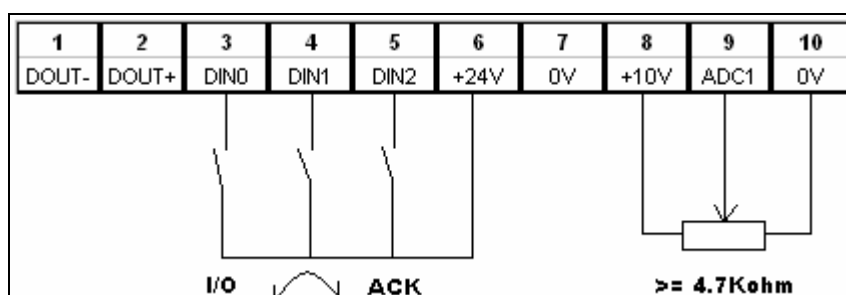 1 2 3 4 5 6 7 8 9 10
DOUT- DOUT+ DIN0 DIN1 DIN2 +24V 0V +10V ADC1 0V
I/O ACK >= 4.7Kohm